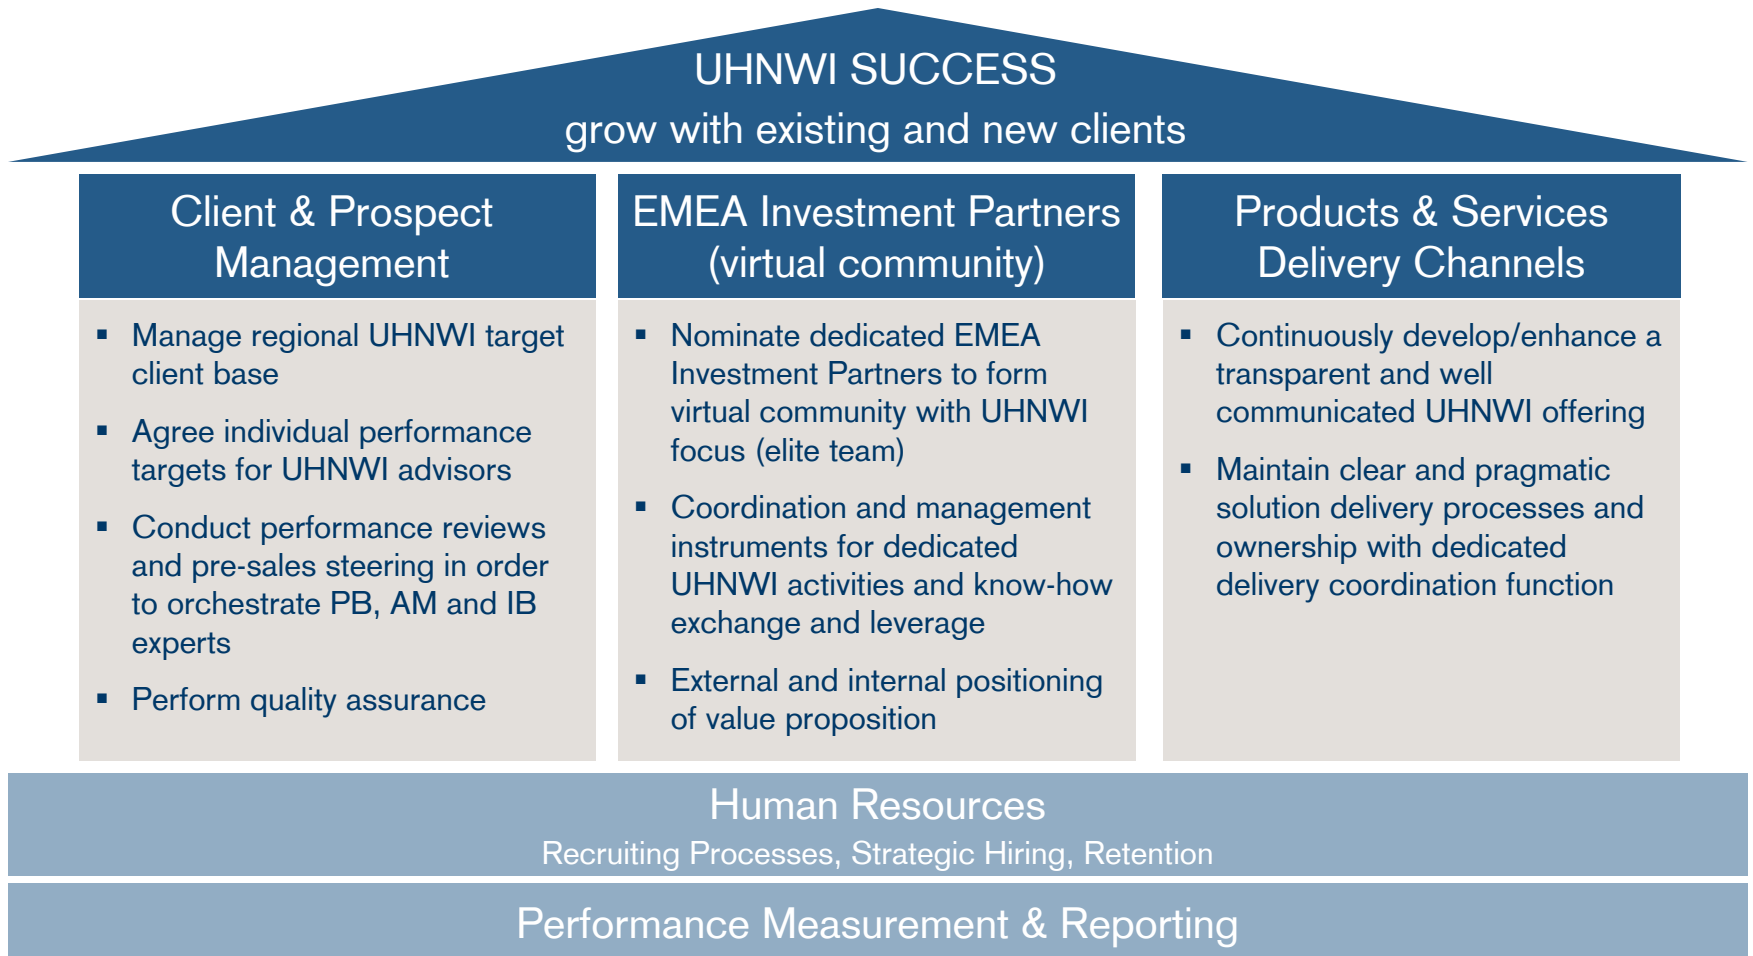 UHNWI SUCCESS
grow with existing and new clients
Client & Prospect
Management
▪ Manage regional UHNWI target
client base
▪ Agree individual performance
targets for UHNWI advisors
▪ Conduct performance reviews
and pre-sales steering in order
to orchestrate PB, AM and IB
experts
▪ Perform quality assurance
EMEA Investment Partners
(virtual community)
▪ Nominate dedicated EMEA
Investment Partners to form
virtual community with UHNWI
focus (elite team)
▪ Coordination and management
instruments for dedicated
UHNWI activities and know-how
exchange and leverage
▪ External and internal positioning
of value proposition
Products & Services
Delivery Channels
▪ Continuously develop/enhance a
transparent and well
communicated UHNWI offering
▪ Maintain clear and pragmatic
solution delivery processes and
ownership with dedicated
delivery coordination function
Human Resources
Recruiting Processes, Strategic Hiring, Retention
Performance Measurement & Reporting